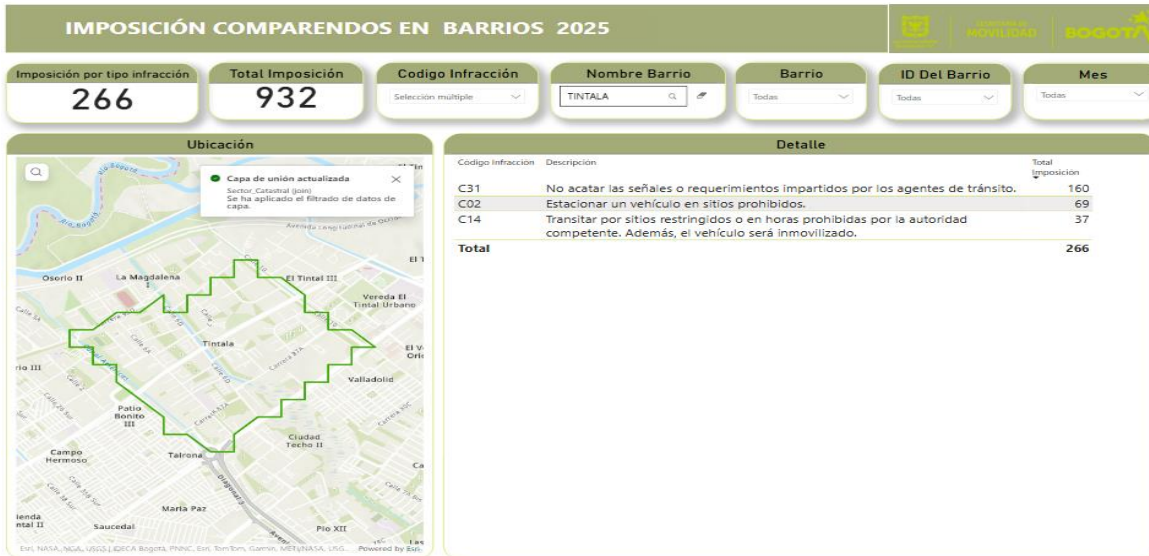 IMPOSICIÓN COMPARENDOS EN BARRIOS 2025
MOVILIDAD
BOGOTÁ
Imposición por tipo infracción
266
Total Imposición
932
Codigo Infracción
Selección múltiple
Nombre Barrio
TINTALA
Barrio
Todas
ID Del Barrio
Todas
Mes
Todas
Ubicación
Capa de unión actualizada
Sector_Catastral (join)
Se ha aplicado el filtrado de datos de
capa.
Osorio II
La Magdalena
I
El Tintal III
Vereda El
Tintal Urbano
Tintala
Valladolid
Patio
Bonito
III
Ciudad
Techo II
Campo
Hermoso
Tairona
Maria Paz
Saucedal
Pio XII
Powered by Esri
Detalle
Código Infracción Descripción Total
Imposición
C31 No acatar las señales o requerimientos impartidos por los agentes de tránsito. 160
C02 Estacionar un vehículo en sitios prohibidos. 69
C14 Transitar por sitios restringidos o en horas prohibidas por la autoridad 37
competente. Además, el vehículo será inmovilizado.
Total 266